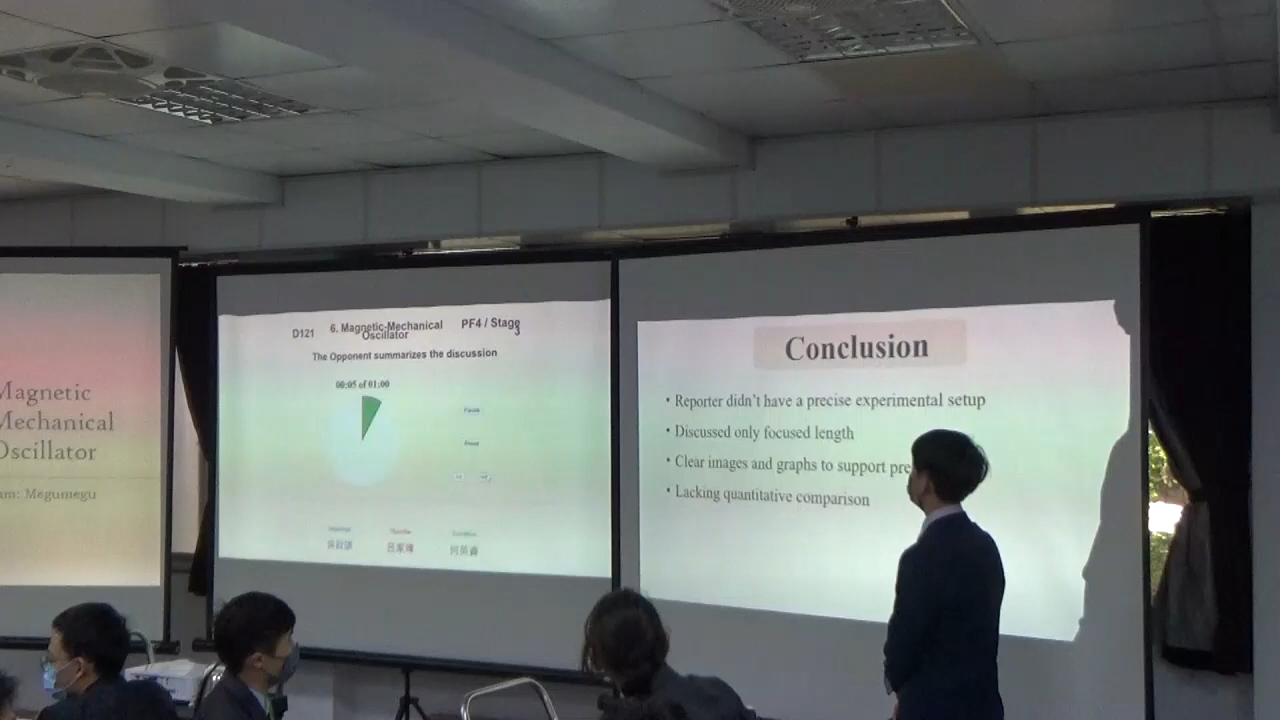 Magnetic
Mechanical
Oscillator
Megumegu
D121
6. Magnetic-Mechanical
Oscillator
PF4 / Stage
3
The Opponent summarizes the discussion
00:05 of 01:00
Conclusion
• Reporter didn't have a precise experimental setup
• Discussed only focused length
• Clear images and graphs to support pre
• Lacking quantitative comparison